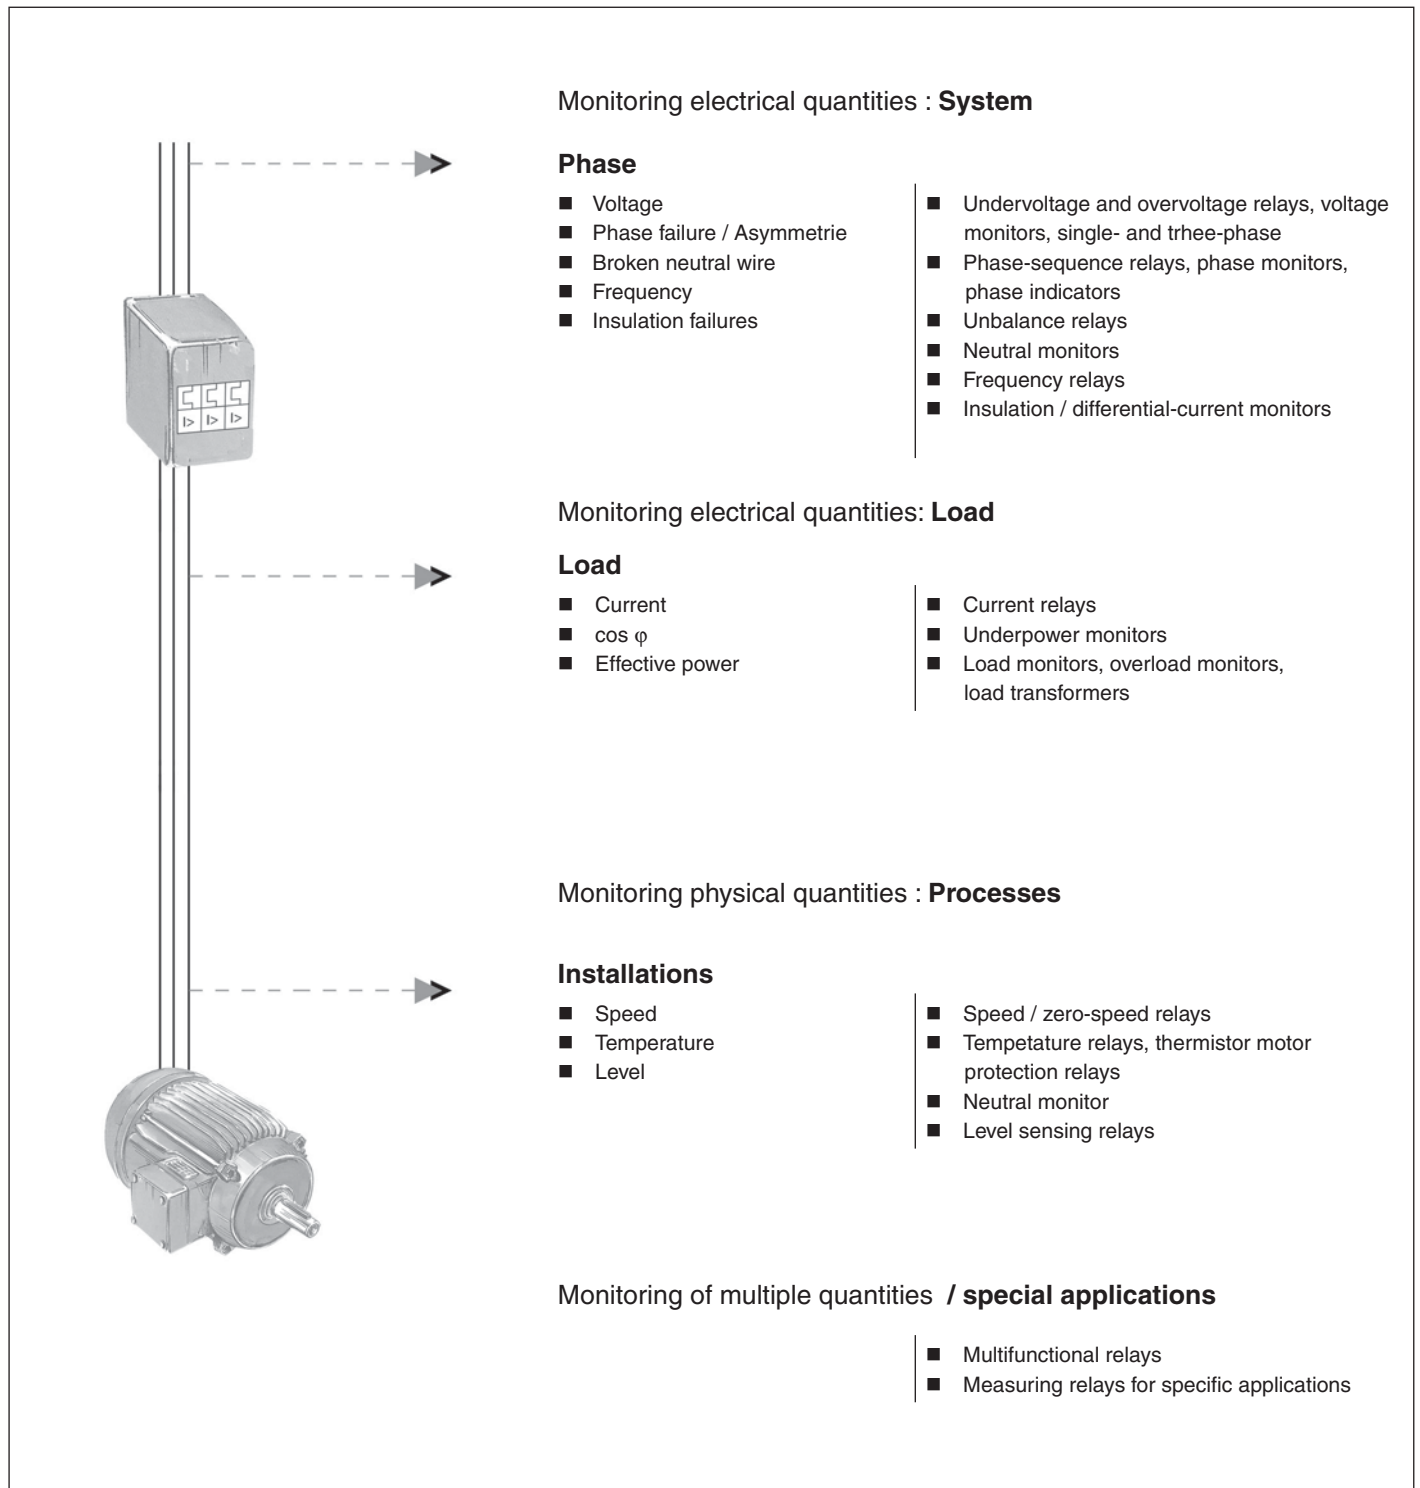 Monitoring electrical quantities : System
Phase
■ Voltage
■ Phase failure / Asymmetrie
■ Broken neutral wire
■ Frequency
■ Insulation failures
■ Undervoltage and overvoltage relays, voltage
monitors, single- and trhee-phase
■ Phase-sequence relays, phase monitors,
phase indicators
■ Unbalance relays
■ Neutral monitors
■ Frequency relays
■ Insulation / differential-current monitors
I> I> I>
Monitoring electrical quantities: Load
Load
■ Current
■ cos φ
■ Effective power
■ Current relays
■ Underpower monitors
■ Load monitors, overload monitors,
load transformers
Monitoring physical quantities : Processes
Installations
■ Speed
■ Temperature
■ Level
■ Speed / zero-speed relays
■ Tempetature relays, thermistor motor
protection relays
■ Neutral monitor
■ Level sensing relays
Monitoring of multiple quantities / special applications
■ Multifunctional relays
■ Measuring relays for specific applications